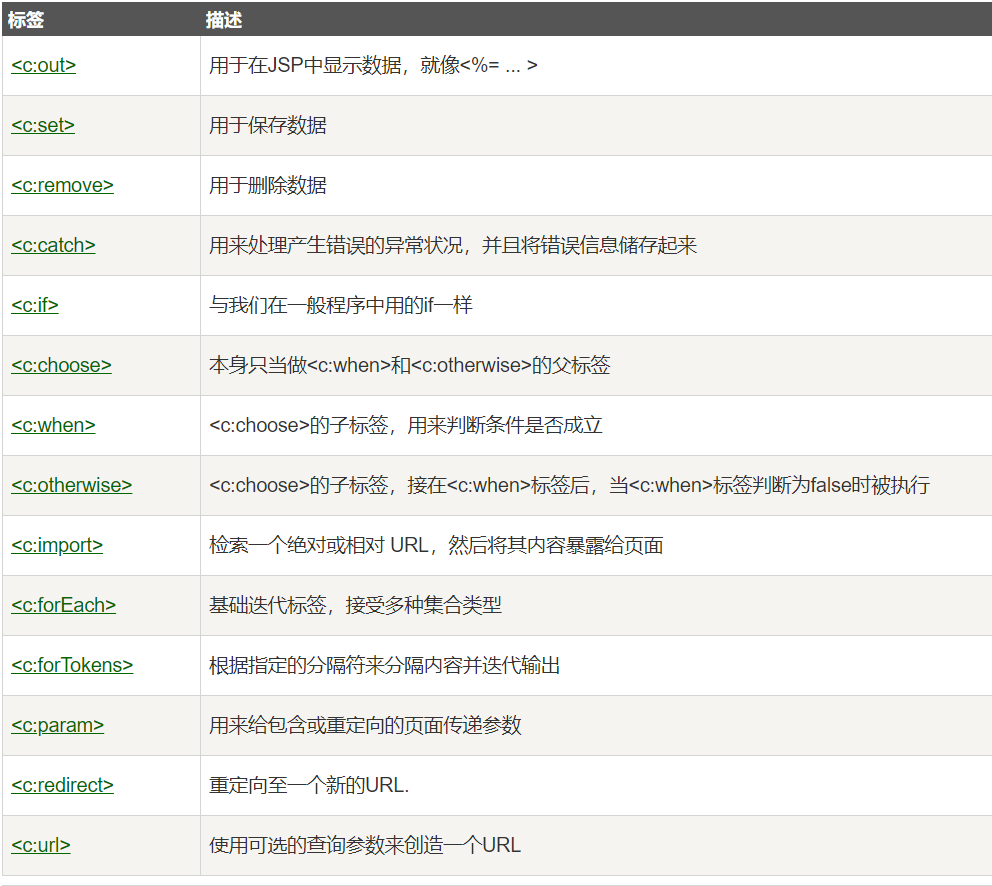 标签 描述
<c:out> 用于在JSP中显示数据，就像<%= ... >
<c:set> 用于保存数据
<c:remove> 用于删除数据
<c:catch> 用来处理产生错误的异常状况，并且将错误信息储存起来
<c:if> 与我们在一般程序中用的if一样
<c:choose> 本身只当做<c:when>和<c:otherwise>的父标签
<c:when> <c:choose>的子标签，用来判断条件是否成立
<c:otherwise> <c:choose>的子标签，接在<c:when>标签后，当<c:when>标签判断为false时被执行
<c:import> 检索一个绝对或相对 URL，然后将其内容暴露给页面
<c:forEach> 基础迭代标签，接受多种集合类型
<c:forTokens> 根据指定的分隔符来分隔内容并迭代输出
<c:param> 用来给包含或重定向的页面传递参数
<c:redirect> 重定向至一个新的URL.
<c:url> 使用可选的查询参数来创造一个URL